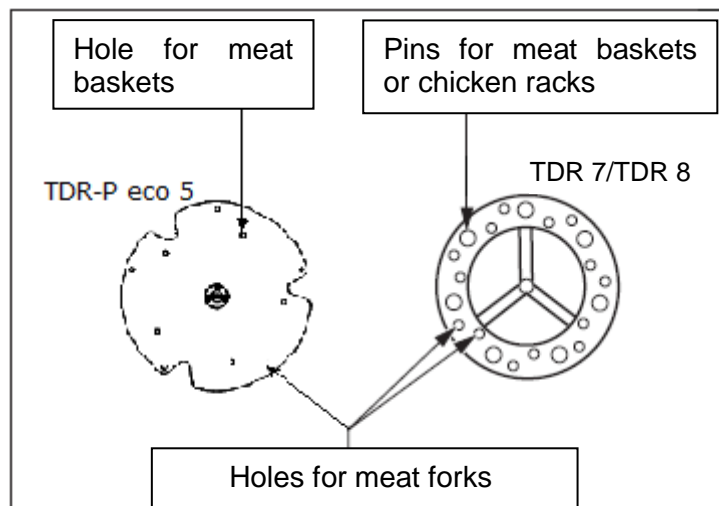 Hole for meat
baskets
Pins for meat baskets
or chicken racks
TDR-P eco 5
TDR 7/TDR 8
Holes for meat forks